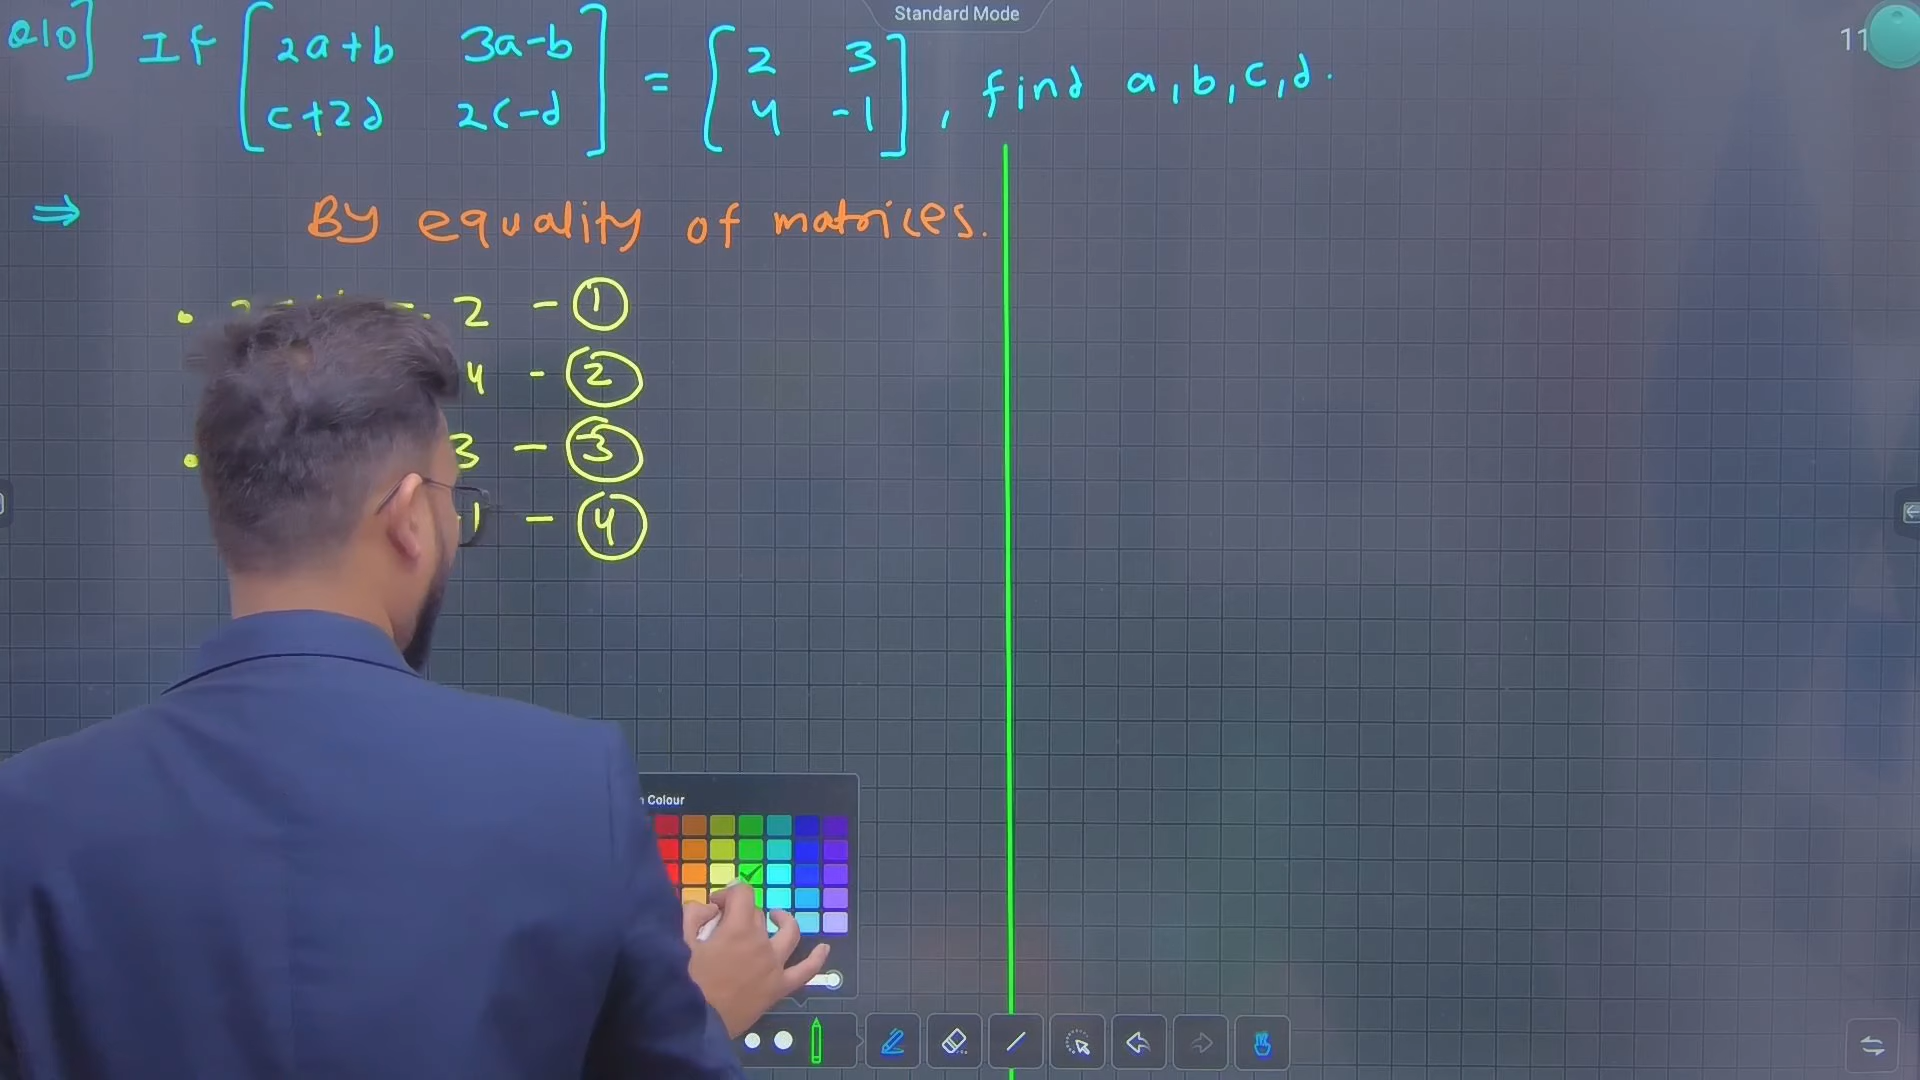 Standard Mode
11
Q10] If [ 2a+b 3a-b ] = [ 2 3 ] , find a,b,c,d.
[ c+2d 2c-d ] [ 4 -1 ]
⇒ By equality of matrices.
• 2 - ①
4 - ②
• 3 - ③
1 - ④
Colour